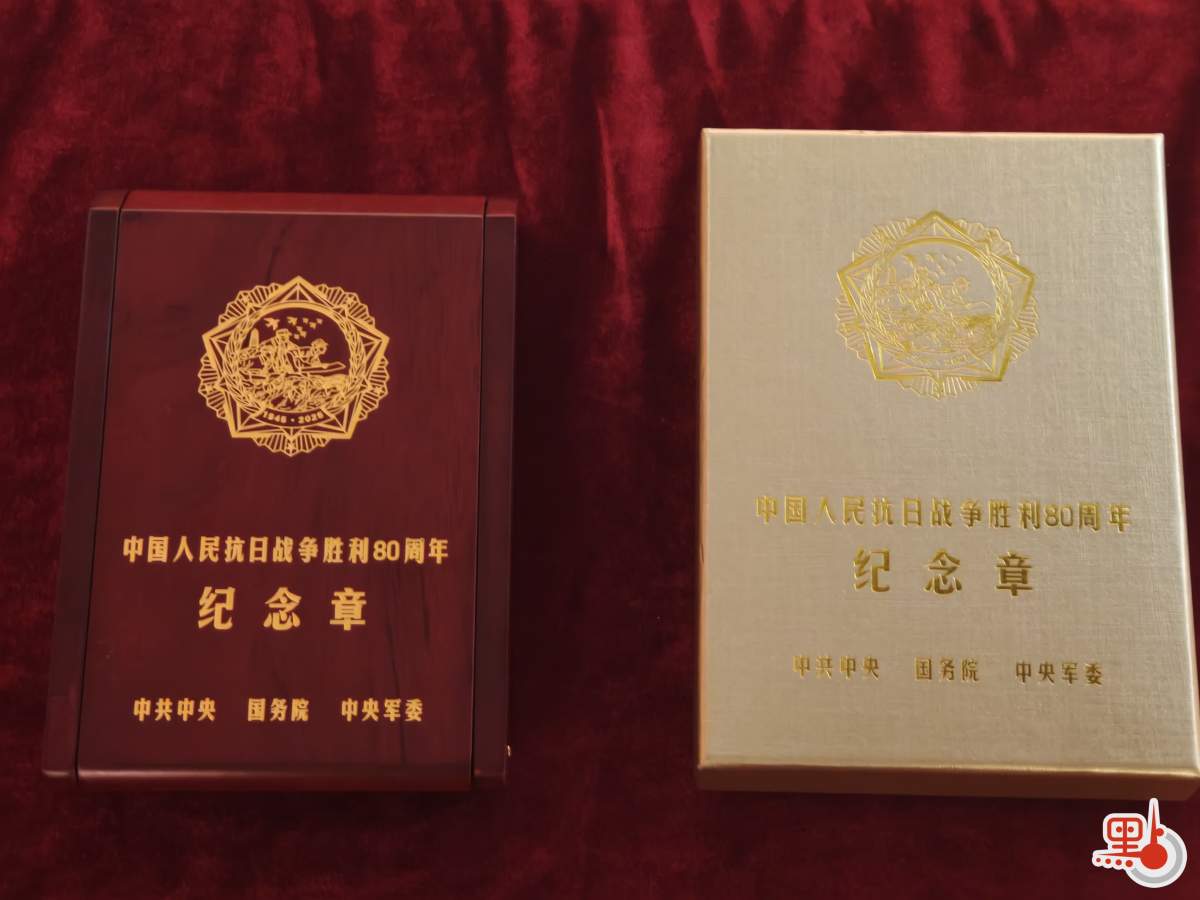 1945·2025
中国人民抗日战争胜利80周年
纪念章
中共中央 国务院 中央军委
中国人民抗日战争胜利80周年
纪念章
中共中央 国务院 中央军委
點